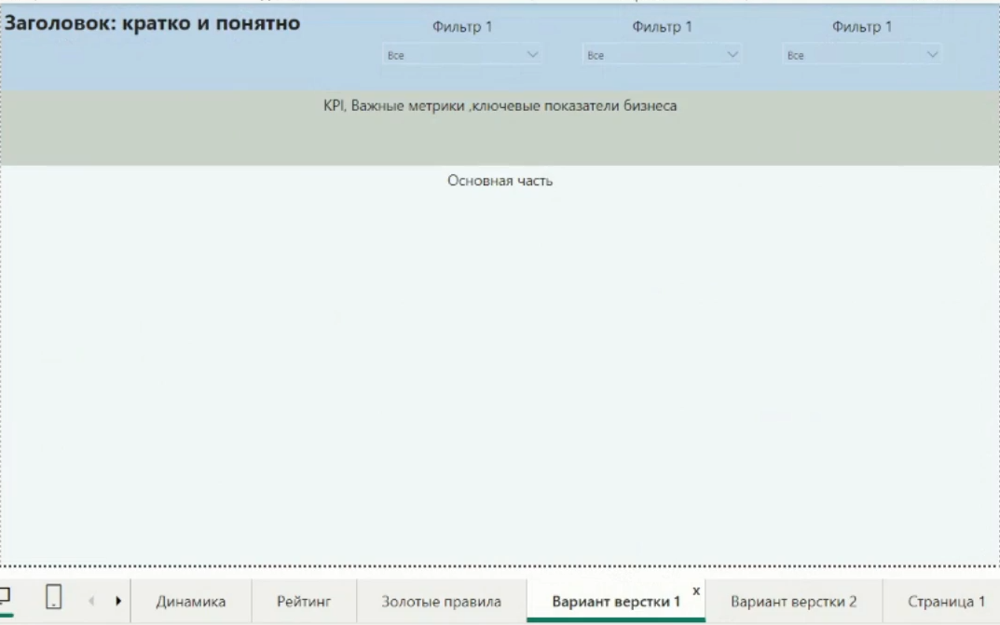 Заголовок: кратко и понятно
Фильтр 1 Фильтр 1 Фильтр 1
Все Все Все
KPI, Важные метрики ,ключевые показатели бизнеса
Основная часть
Динамика Рейтинг Золотые правила Вариант верстки 1 x Вариант верстки 2 Страница 1